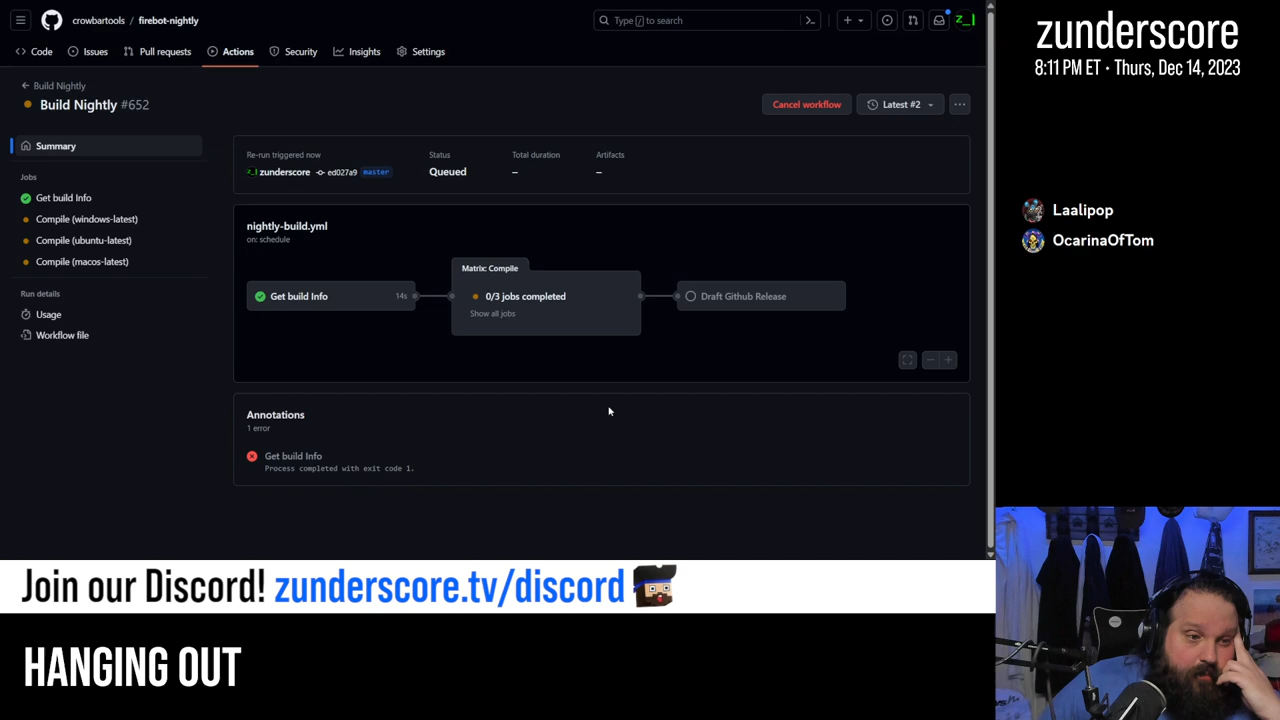 crowbartools / firebot-nightly
Type / to search
Code
Issues
Pull requests
Actions
Security
Insights
Settings
Build Nightly
Build Nightly #652
Cancel workflow
Latest #2
Summary
Jobs
Get build Info
Compile (windows-latest)
Compile (ubuntu-latest)
Compile (macos-latest)
Run details
Usage
Workflow file
Re-run triggered now
zunderscore ed027a9 master
Status
Queued
Total duration
–
Artifacts
–
nightly-build.yml
on: schedule
Get build Info 14s
Matrix: Compile
0/3 jobs completed
Show all jobs
Draft Github Release
Annotations
1 error
Get build Info
Process completed with exit code 1.
zunderscore
8:11 PM ET • Thurs, Dec 14, 2023
Laalipop
OcarinaOfTom
Join our Discord! zunderscore.tv/discord
HANGING OUT